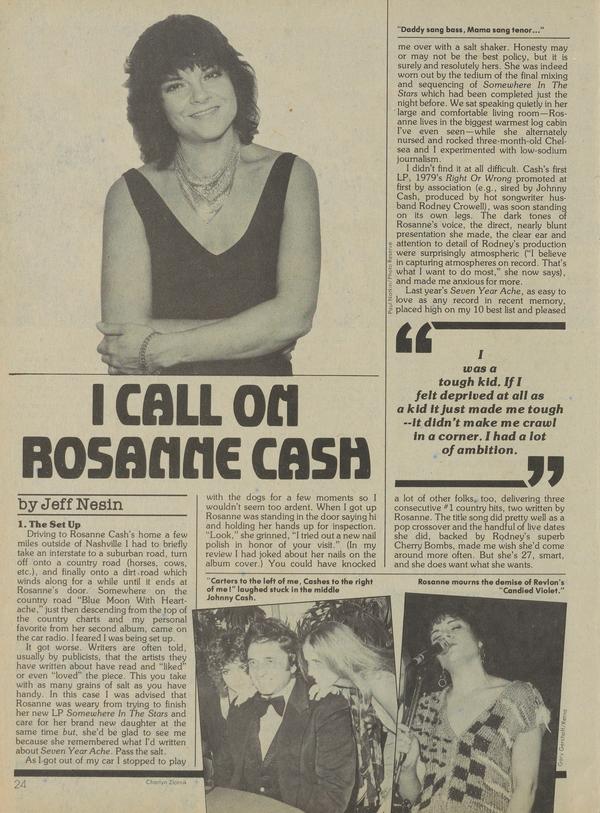 "Daddy sang bass, Mama sang tenor..."
I CALL ON
ROSANNE CASH
by Jeff Nesin
1. The Set Up
Driving to Rosanne Cash's home a few
miles outside of Nashville I had to briefly
take an interstate to a suburban road, turn
off onto a country road (horses, cows,
etc.), and finally onto a dirt road which
winds along for a while until it ends at
Rosanne's door. Somewhere on the
country road "Blue Moon With Heart-
ache," just then descending from the top of
the country charts and my personal
favorite from her second album, came on
the car radio. I feared I was being set up.
It got worse. Writers are often told,
usually by publicists, that the artists they
have written about have read and "liked"
or even "loved" the piece. This you take
with as many grains of salt as you have
handy. In this case I was advised that
Rosanne was weary from trying to finish
her new LP Somewhere In The Stars and
care for her brand new daughter at the
same time but, she'd be glad to see me
because she remembered what I'd written
about Seven Year Ache. Pass the salt.
As I got out of my car I stopped to play
with the dogs for a few moments so I
wouldn't seem too ardent. When I got up
Rosanne was standing in the door saying hi
and holding her hands up for inspection.
"Look," she grinned, "I tried out a new nail
polish in honor of your visit." (In my
review I had joked about her nails on the
album cover.) You could have knocked
me over with a salt shaker. Honesty may
or may not be the best policy, but it is
surely and resolutely hers. She was indeed
worn out by the tedium of the final mixing
and sequencing of Somewhere In The
Stars which had been completed just the
night before. We sat speaking quietly in her
large and comfortable living room—Ros-
anne lives in the biggest warmest log cabin
I've even seen—while she alternately
nursed and rocked three-month-old Chel-
sea and I experimented with low-sodium
journalism.
I didn't find it at all difficult. Cash's first
LP, 1979's Right Or Wrong promoted at
first by association (e.g., sired by Johnny
Cash, produced by hot songwriter hus-
band Rodney Crowell), was soon standing
on its own legs. The dark tones of
Rosanne's voice, the direct, nearly blunt
presentation she made, the clear ear and
attention to detail of Rodney's production
were surprisingly atmospheric ("I believe
in capturing atmospheres on record. That's
what I want to do most," she now says),
and made me anxious for more.
Last year's Seven Year Ache, as easy to
love as any record in recent memory,
placed high on my 10 best list and pleased
"I
was a
tough kid. If I
felt deprived at all as
a kid it just made me tough
--it didn't make me crawl
in a corner. I had a lot
of ambition.
"
a lot of other folks, too, delivering three
consecutive #1 country hits, two written by
Rosanne. The title song did pretty well as a
pop crossover and the handful of live dates
she did, backed by Rodney's superb
Cherry Bombs, made me wish she'd come
around more often. But she's 27, smart,
and she does want what she wants.
"Carters to the left of me, Cashes to the right
of me!" laughed stuck in the middle
Johnny Cash.
Rosanne mourns the demise of Revlon's
"Candied Violet."
24